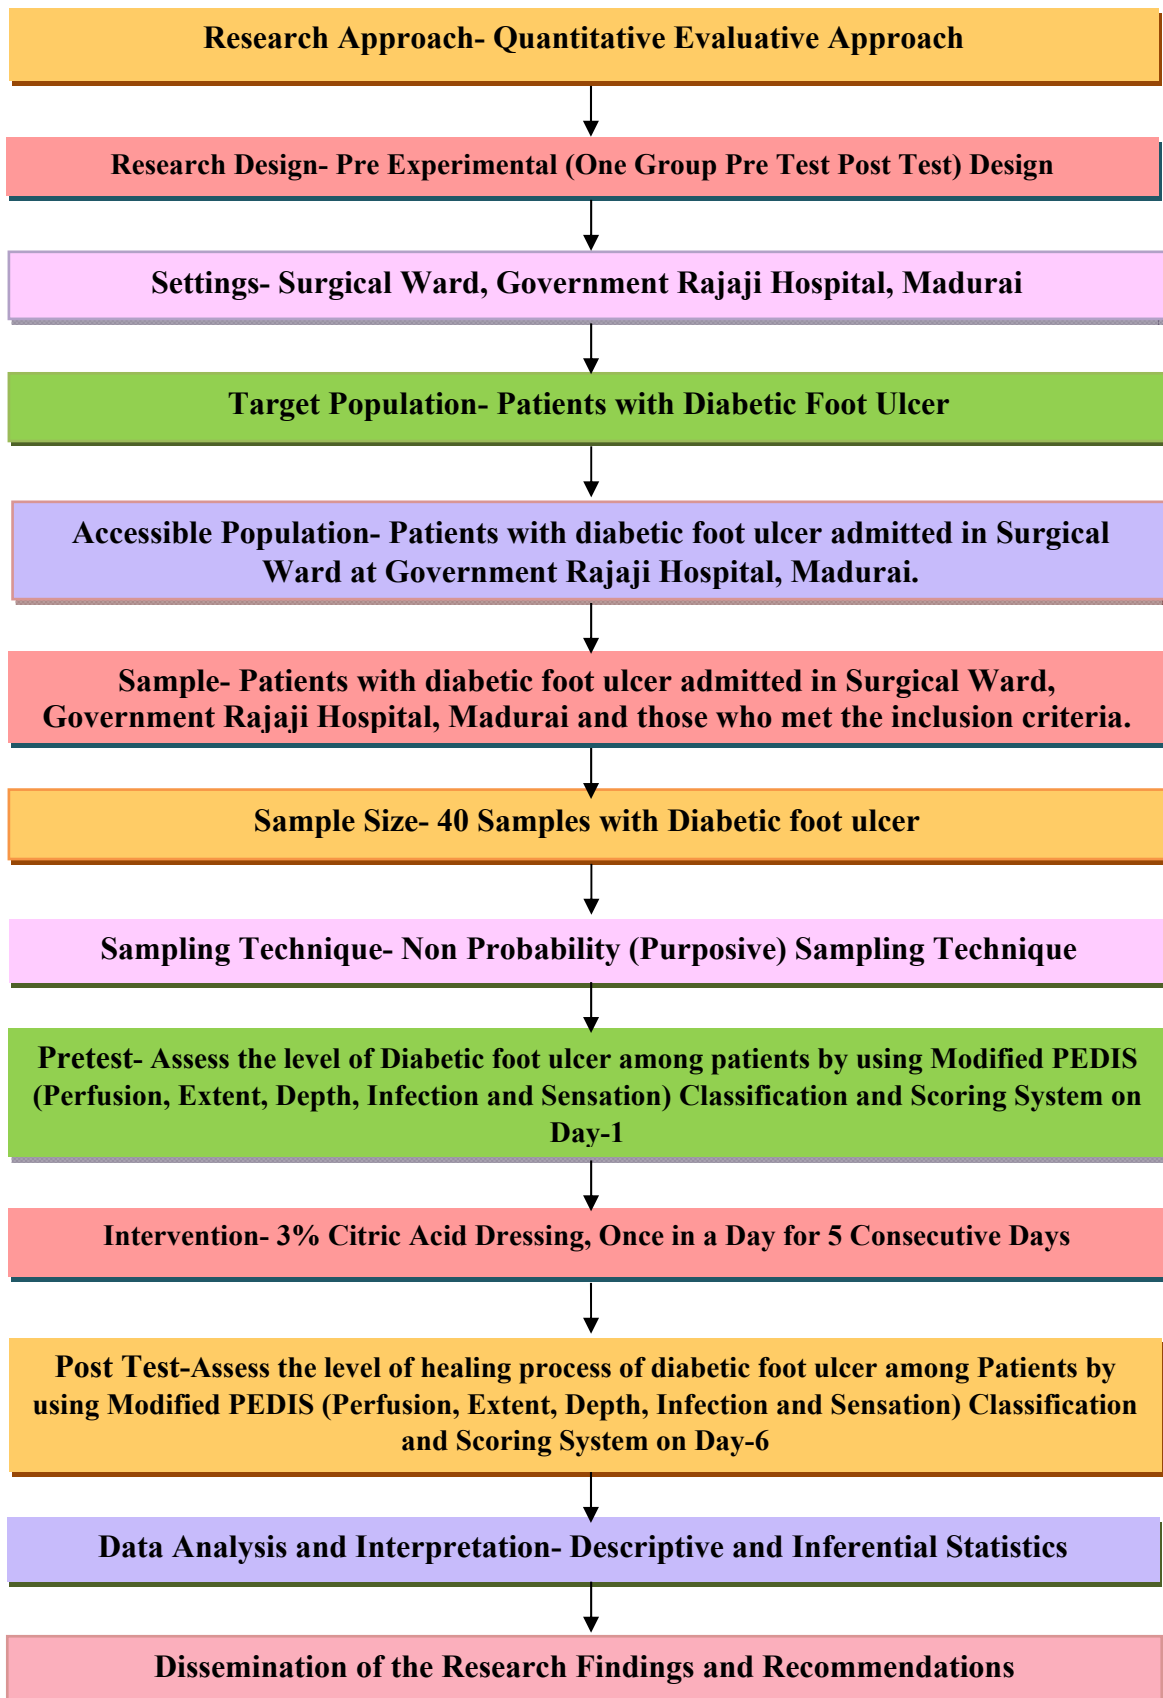 Research Approach- Quantitative Evaluative Approach
Research Design- Pre Experimental (One Group Pre Test Post Test) Design
Settings- Surgical Ward, Government Rajaji Hospital, Madurai
Target Population- Patients with Diabetic Foot Ulcer
Accessible Population- Patients with diabetic foot ulcer admitted in Surgical
Ward at Government Rajaji Hospital, Madurai.
Sample- Patients with diabetic foot ulcer admitted in Surgical Ward,
Government Rajaji Hospital, Madurai and those who met the inclusion criteria.
Sample Size- 40 Samples with Diabetic foot ulcer
Sampling Technique- Non Probability (Purposive) Sampling Technique
Pretest- Assess the level of Diabetic foot ulcer among patients by using Modified PEDIS
(Perfusion, Extent, Depth, Infection and Sensation) Classification and Scoring System on
Day-1
Intervention- 3% Citric Acid Dressing, Once in a Day for 5 Consecutive Days
Post Test-Assess the level of healing process of diabetic foot ulcer among Patients by
using Modified PEDIS (Perfusion, Extent, Depth, Infection and Sensation) Classification
and Scoring System on Day-6
Data Analysis and Interpretation- Descriptive and Inferential Statistics
Dissemination of the Research Findings and Recommendations